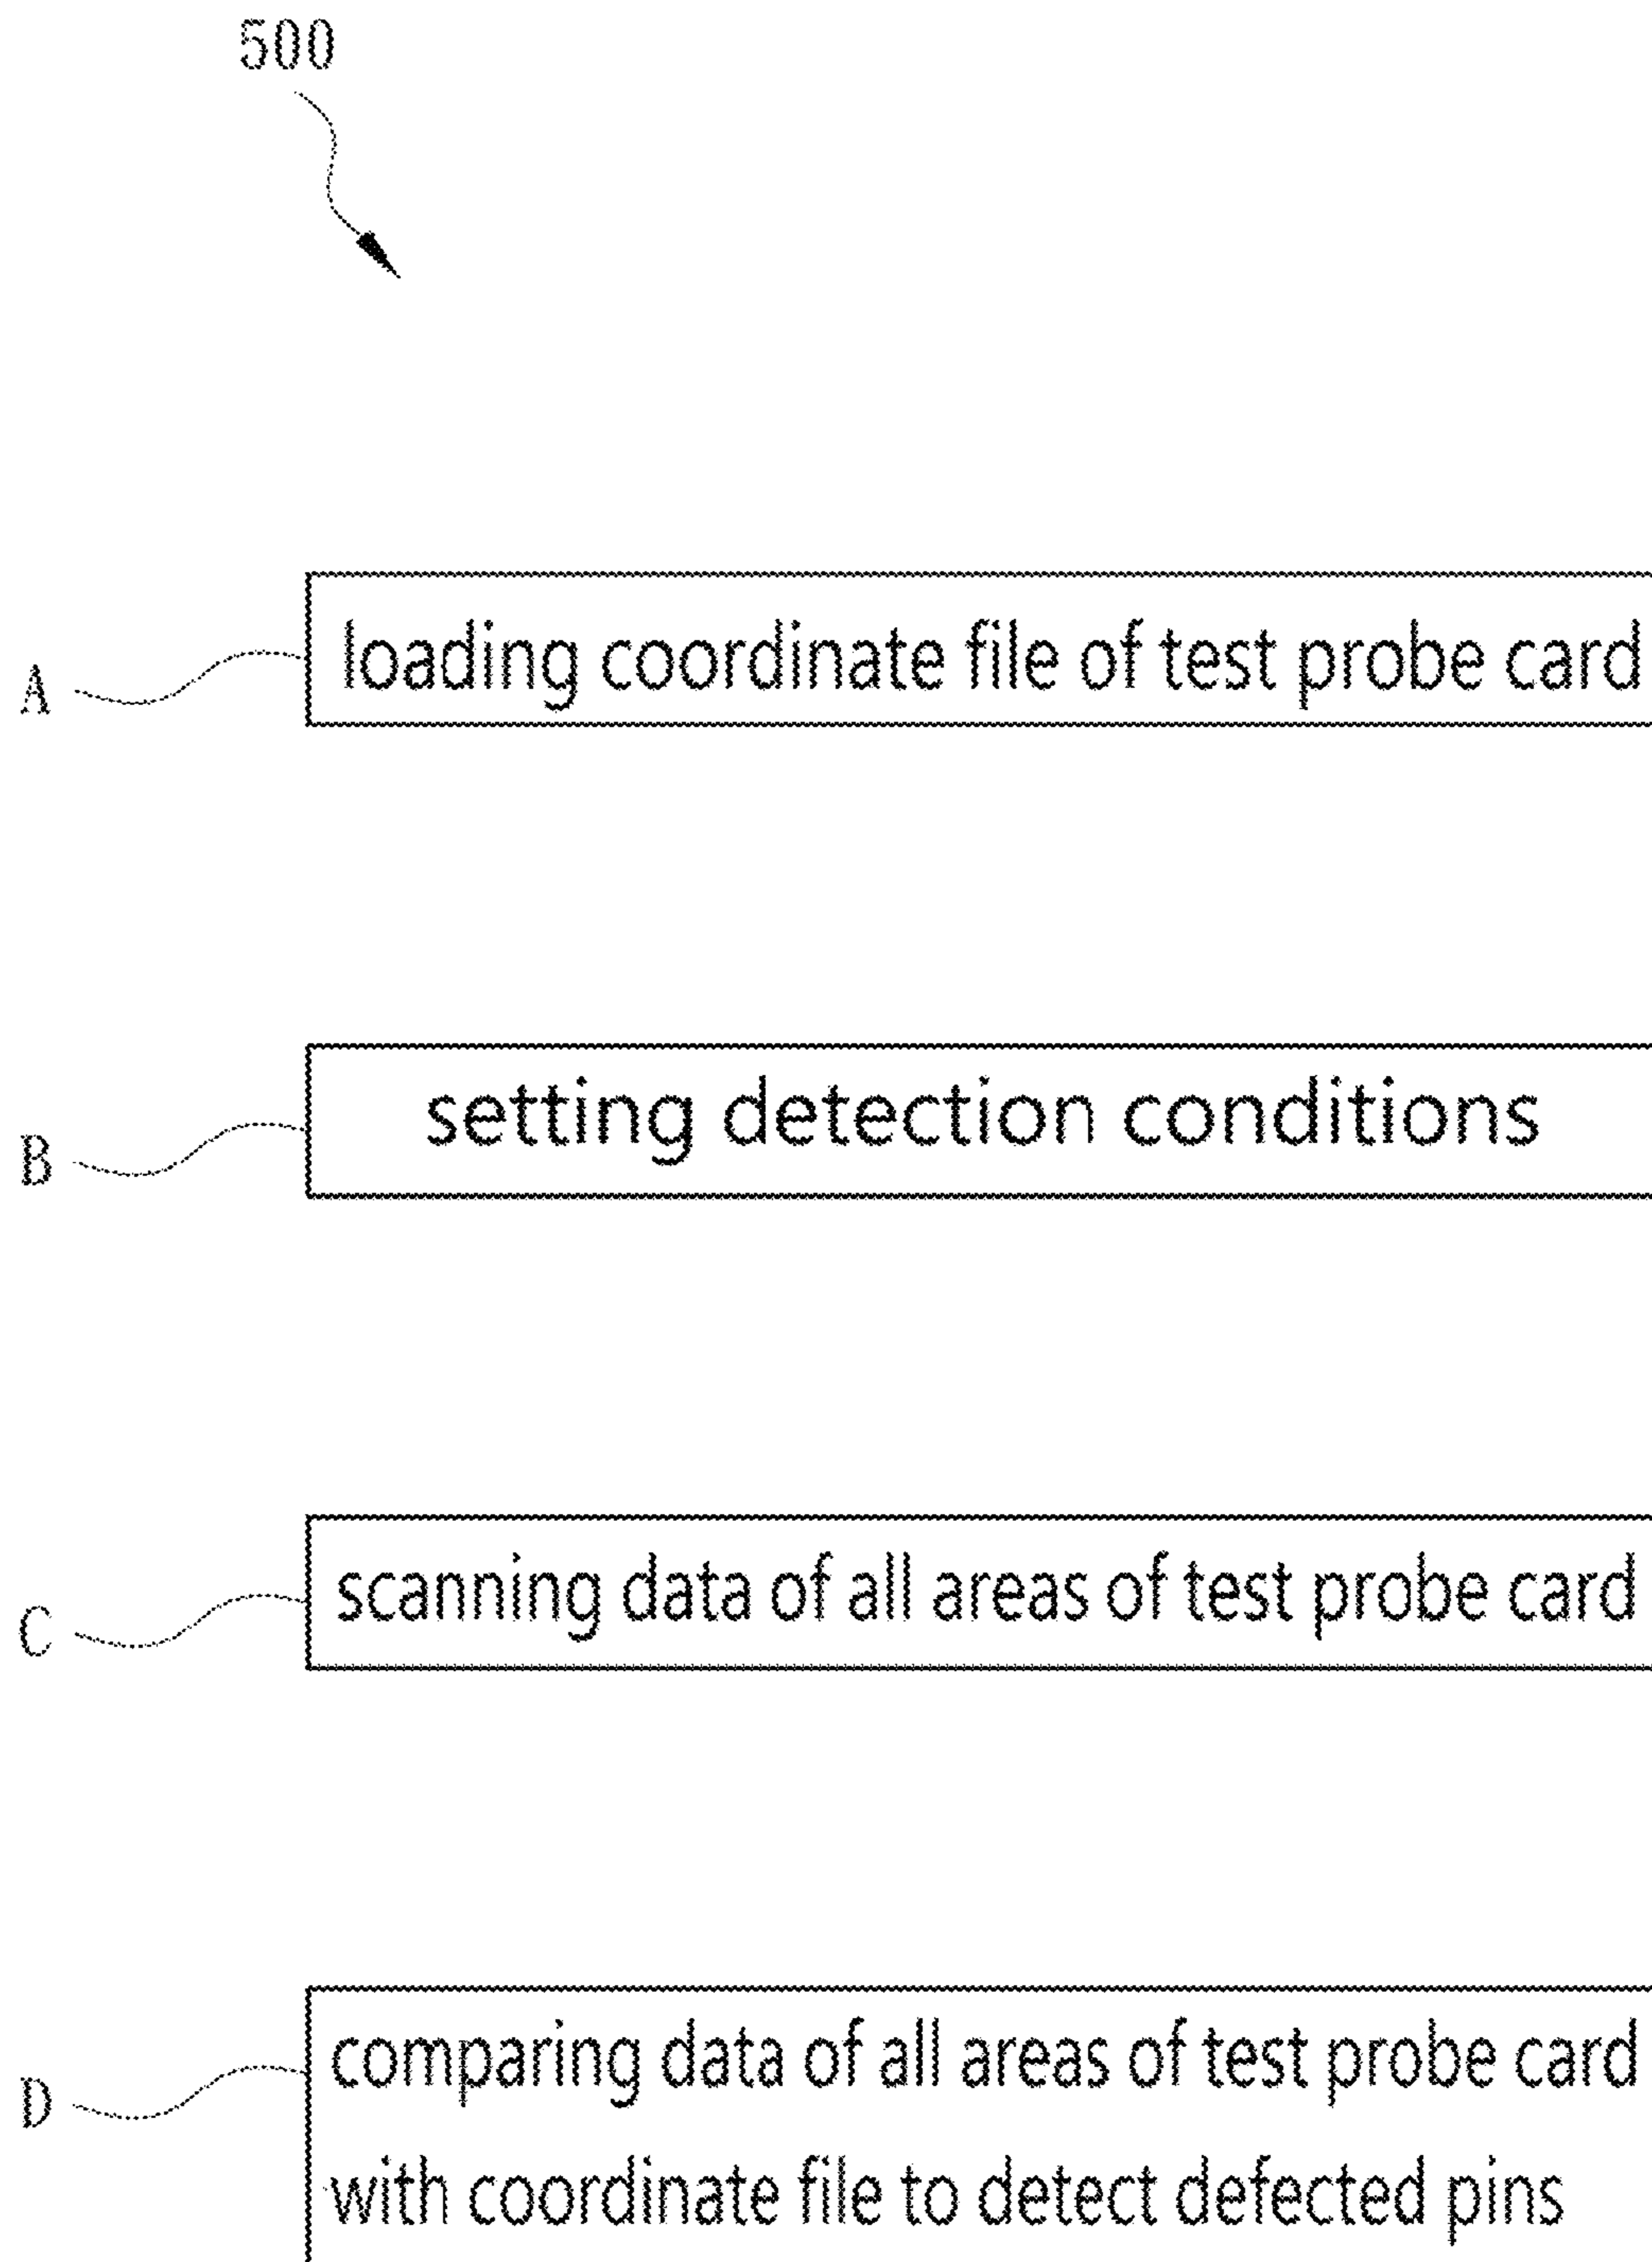 500
A
loading coordinate file of test probe card
B
setting detection conditions
C
scanning data of all areas of test probe card
D
comparing data of all areas of test probe card
with coordinate file to detect defected pins